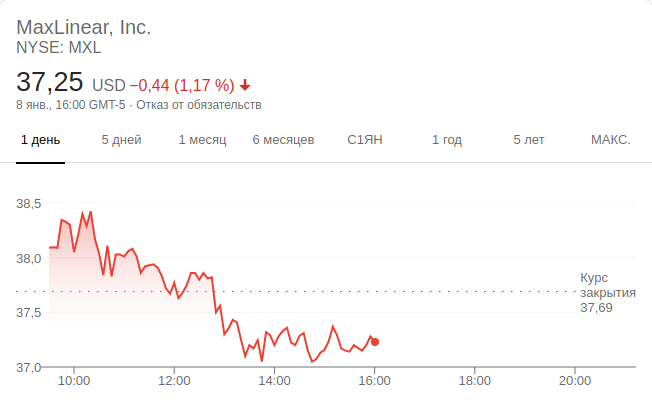 MaxLinear, Inc.
NYSE: MXL
37,25 USD −0,44 (1,17 %)
8 янв., 16:00 GMT-5 · Отказ от обязательств
1 день 5 дней 1 месяц 6 месяцев С1ЯН 1 год 5 лет МАКС.
38,5
38,0
Курс
закрытия
37,69
37,5
37,0
10:00 12:00 14:00 16:00 18:00 20:00